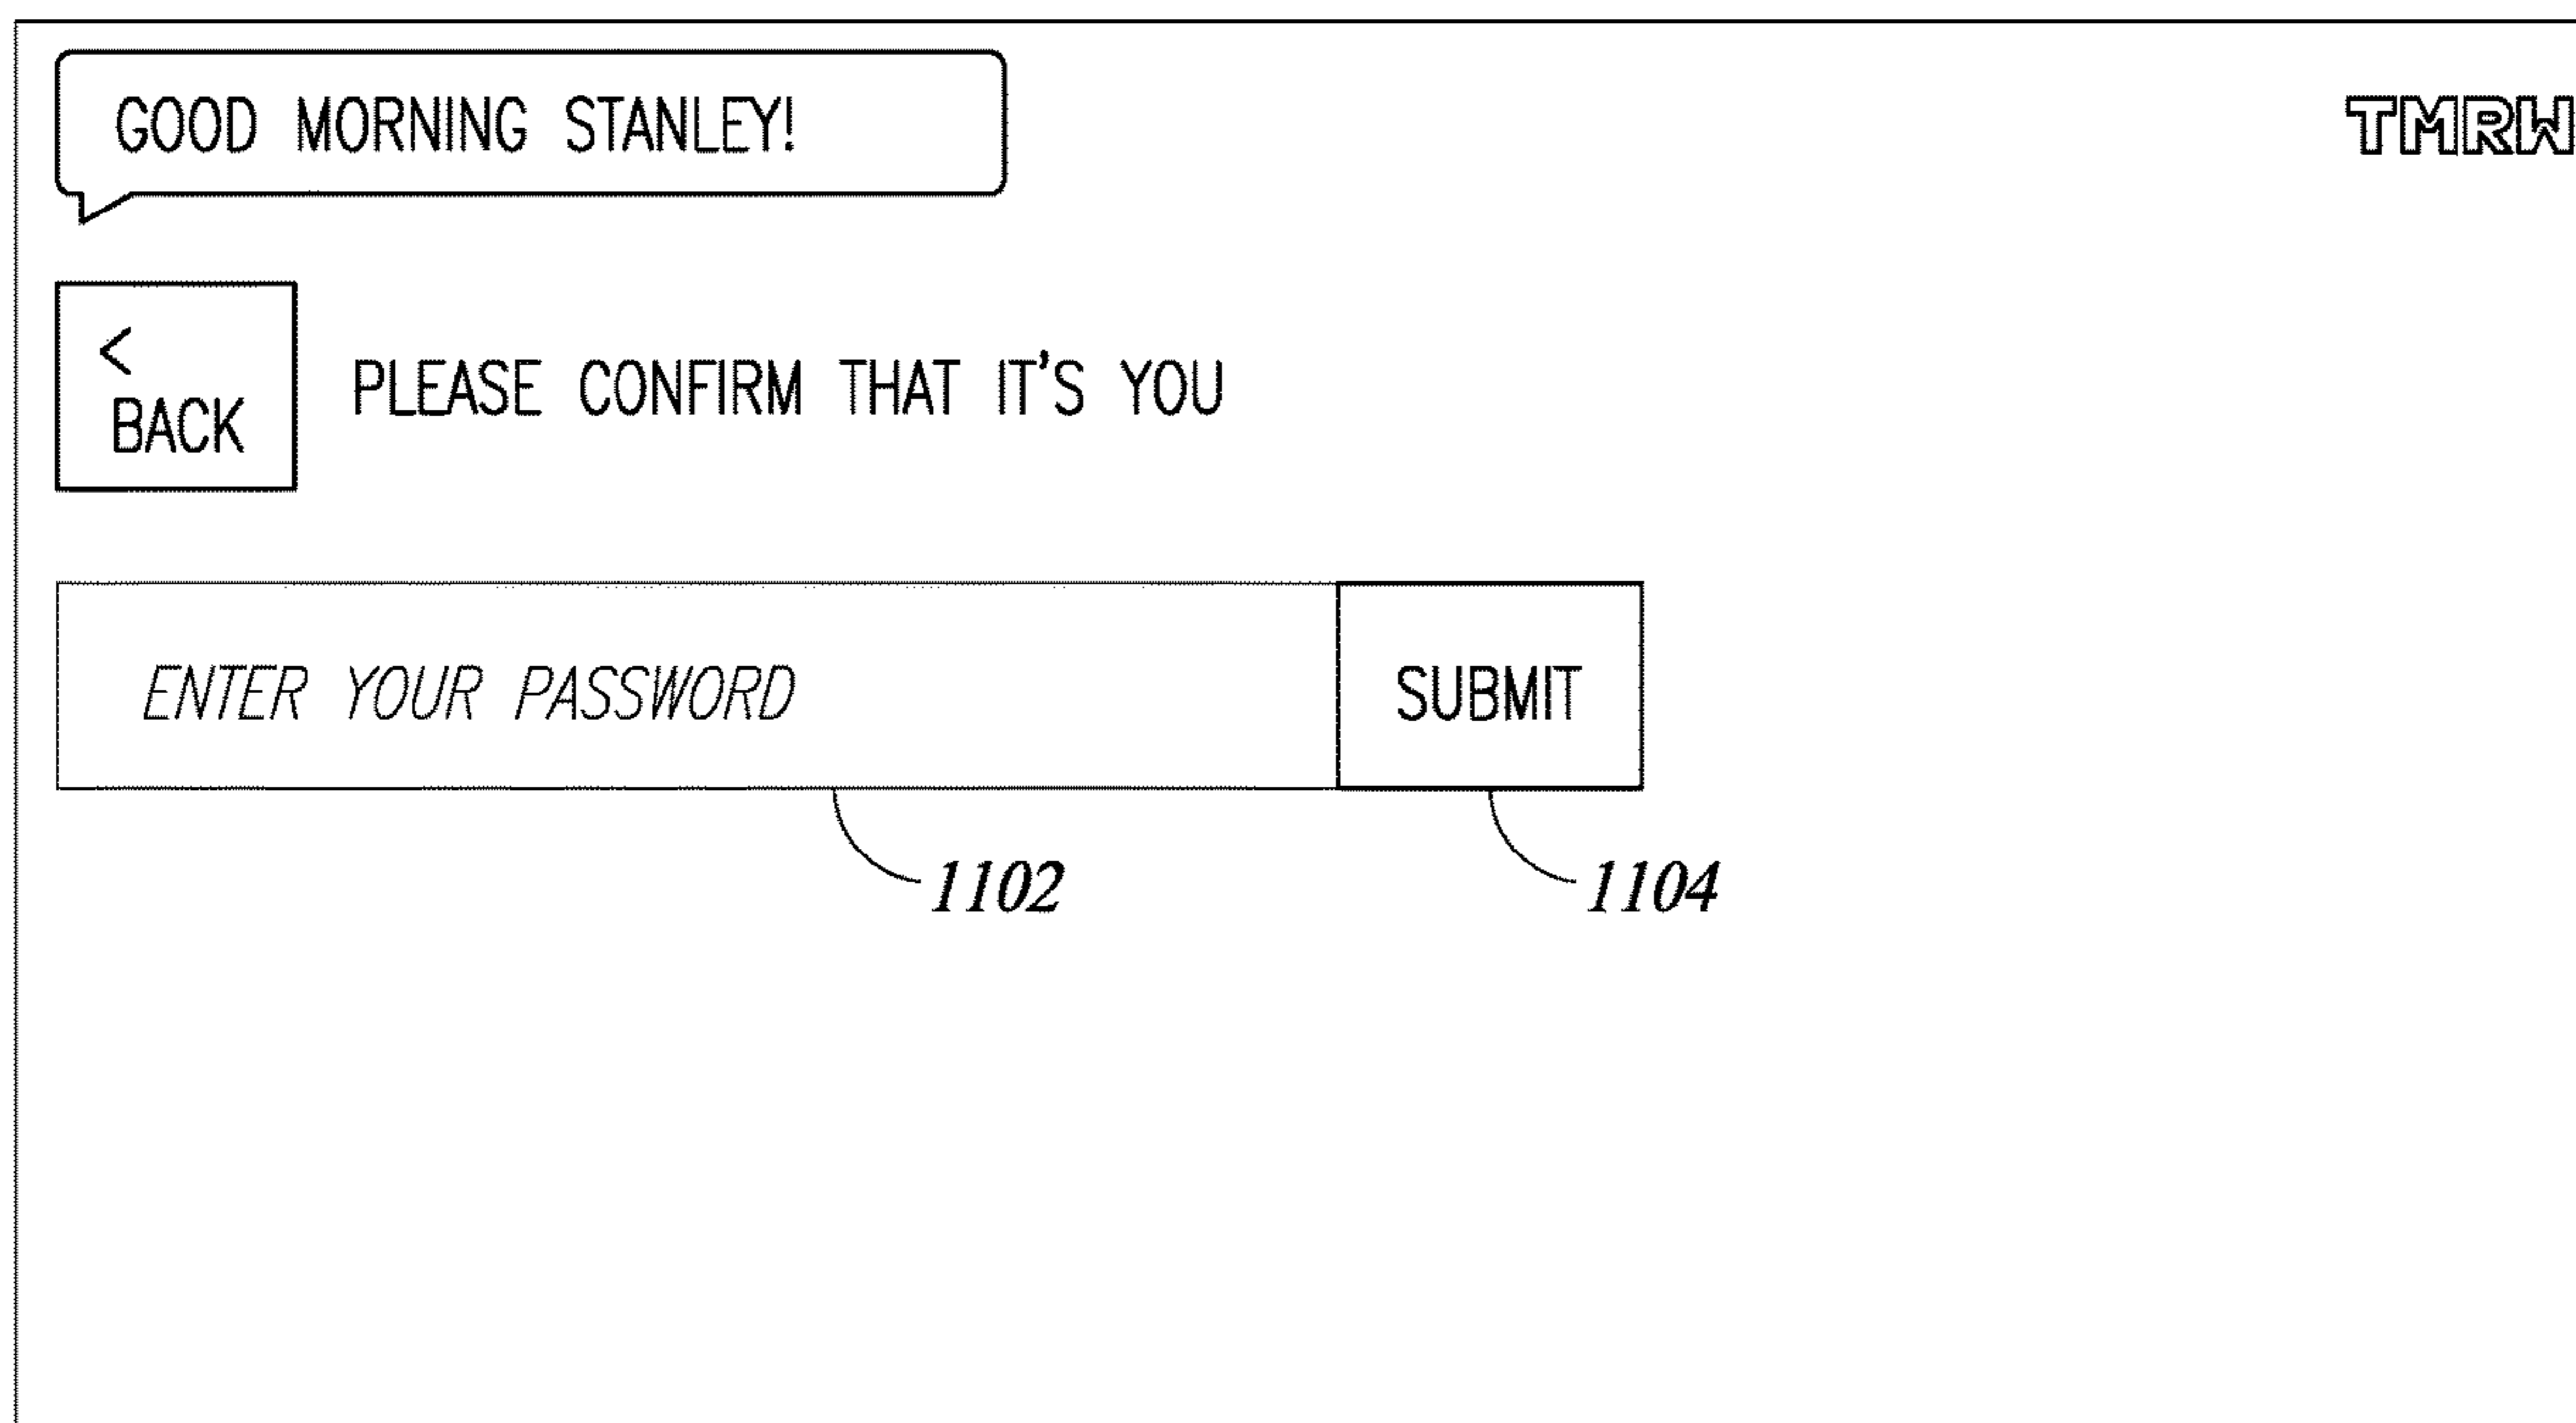 GOOD MORNING STANLEY!
TMRW
<
BACK
PLEASE CONFIRM THAT IT'S YOU
ENTER YOUR PASSWORD
SUBMIT
1102
1104